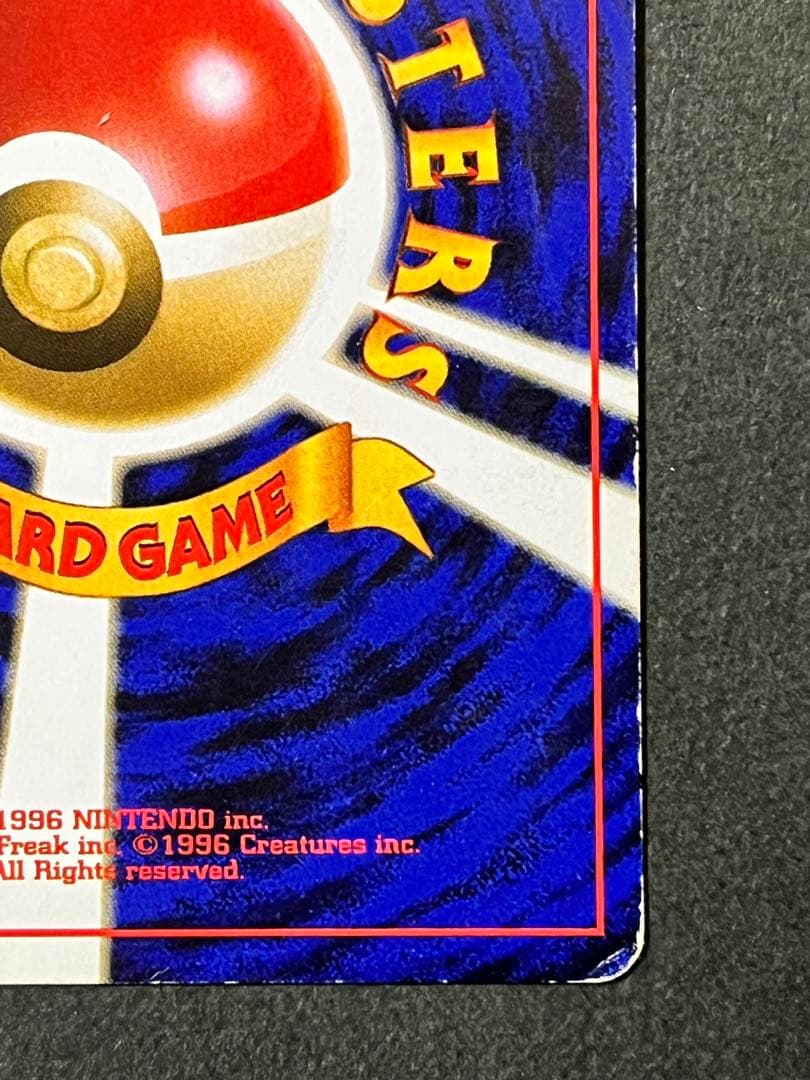 TERS
ARD GAME
1996 NINTENDO inc.
Freak inc. ©1996 Creatures inc.
All Rights reserved.